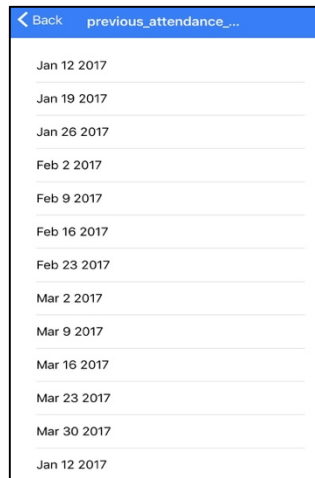 Back previous_attendance_...
Jan 12 2017
Jan 19 2017
Jan 26 2017
Feb 2 2017
Feb 9 2017
Feb 16 2017
Feb 23 2017
Mar 2 2017
Mar 9 2017
Mar 16 2017
Mar 23 2017
Mar 30 2017
Jan 12 2017